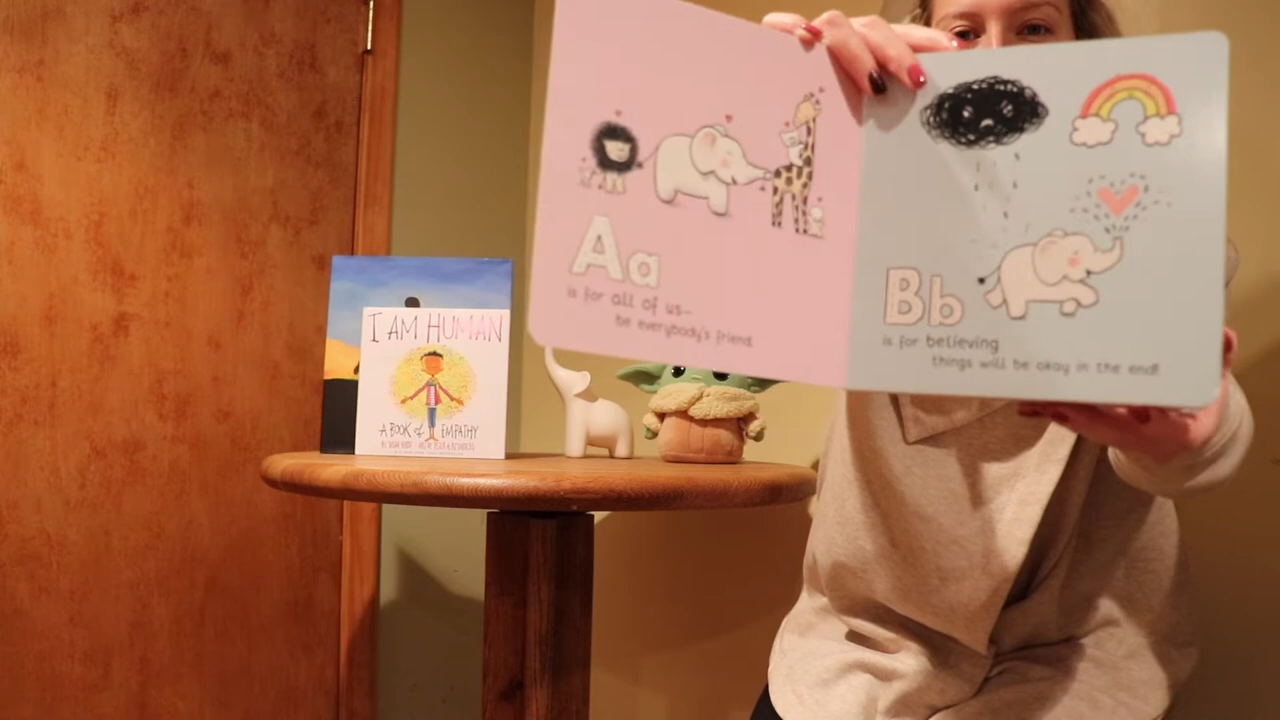 Aa
is for all of us—
be everybody's friend.
Bb
is for believing
things will be okay in the end!
I AM HUMAN
A BOOK of EMPATHY